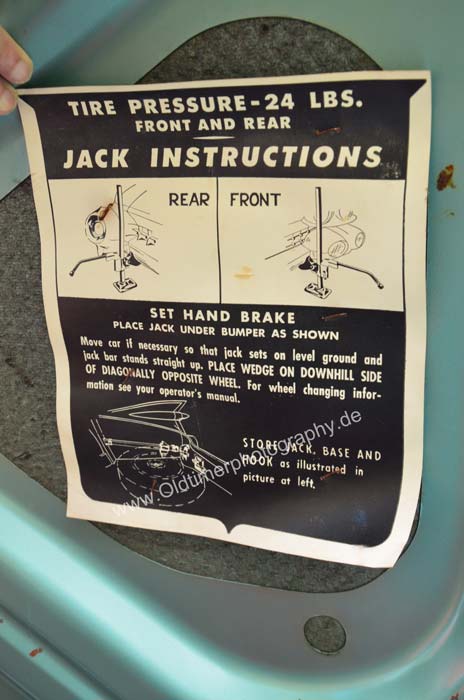 TIRE PRESSURE-24 LBS.
FRONT AND REAR
JACK INSTRUCTIONS
REAR
FRONT
SET HAND BRAKE
PLACE JACK UNDER BUMPER AS SHOWN
Move car if necessary so that jack sets on level ground and
jack bar stands straight up. PLACE WEDGE ON DOWNHILL SIDE
OF DIAGONALLY OPPOSITE WHEEL. For wheel changing infor-
mation see your operator's manual.
STORE JACK, BASE AND
HOOK as illustrated in
picture at left.
www.Oldtimerphotography.de